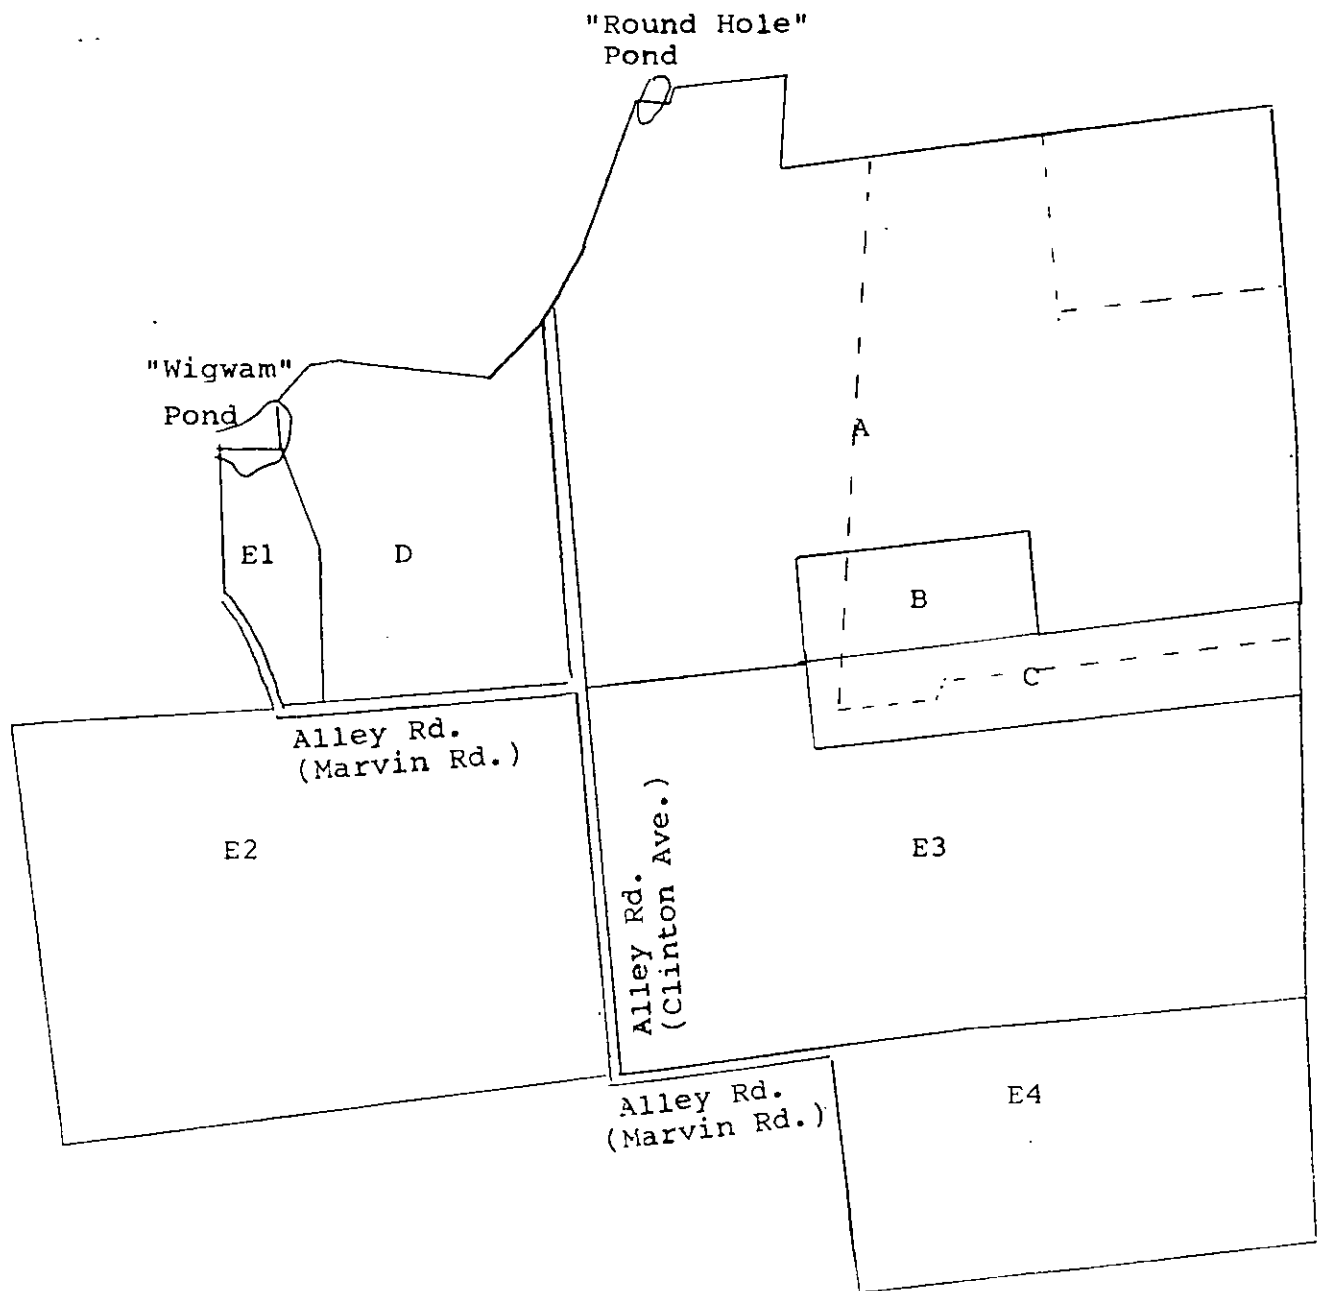 "Round Hole"
Pond
"Wigwam"
Pond
A
E1
D
B
C
Alley Rd.
(Marvin Rd.)
E2
Alley Rd.
(Clinton Ave.)
E3
Alley Rd.
(Marvin Rd.)
E4